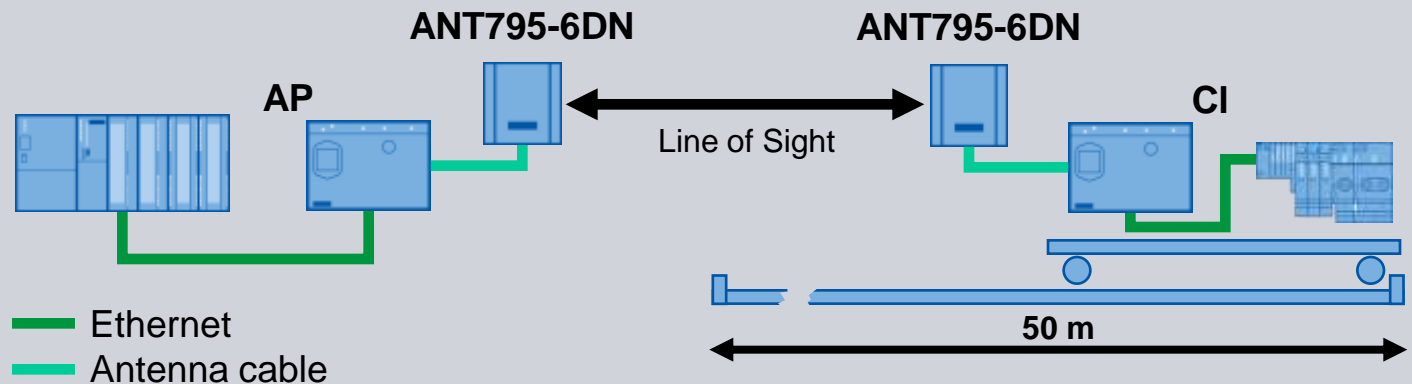 ANT795-6DN
ANT795-6DN
AP
CI
Line of Sight
50 m
Ethernet
Antenna cable